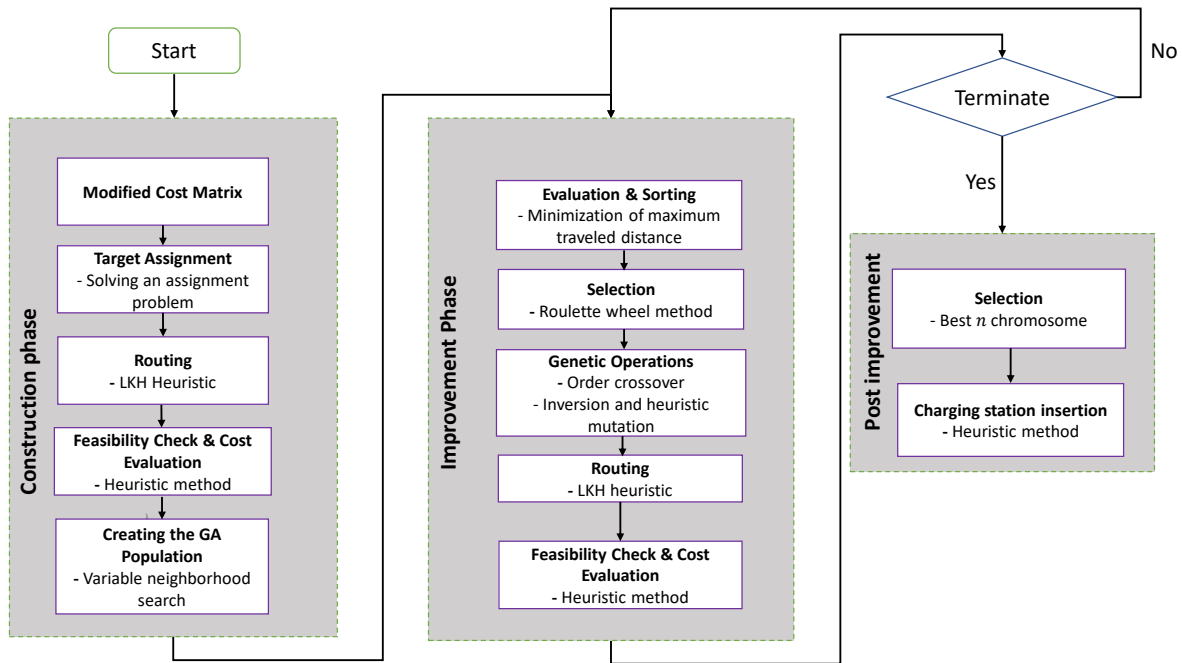 Start
Construction phase
Modified Cost Matrix
Target Assignment
- Solving an assignment
problem
Routing
- LKH Heuristic
Feasibility Check & Cost
Evaluation
- Heuristic method
Creating the GA
Population
- Variable neighborhood
search
Improvement Phase
Evaluation & Sorting
- Minimization of maximum
traveled distance
Selection
- Roulette wheel method
Genetic Operations
- Order crossover
- Inversion and heuristic
mutation
Routing
- LKH heuristic
Feasibility Check & Cost
Evaluation
- Heuristic method
Terminate
No
Yes
Post improvement
Selection
- Best n chromosome
Charging station insertion
- Heuristic method